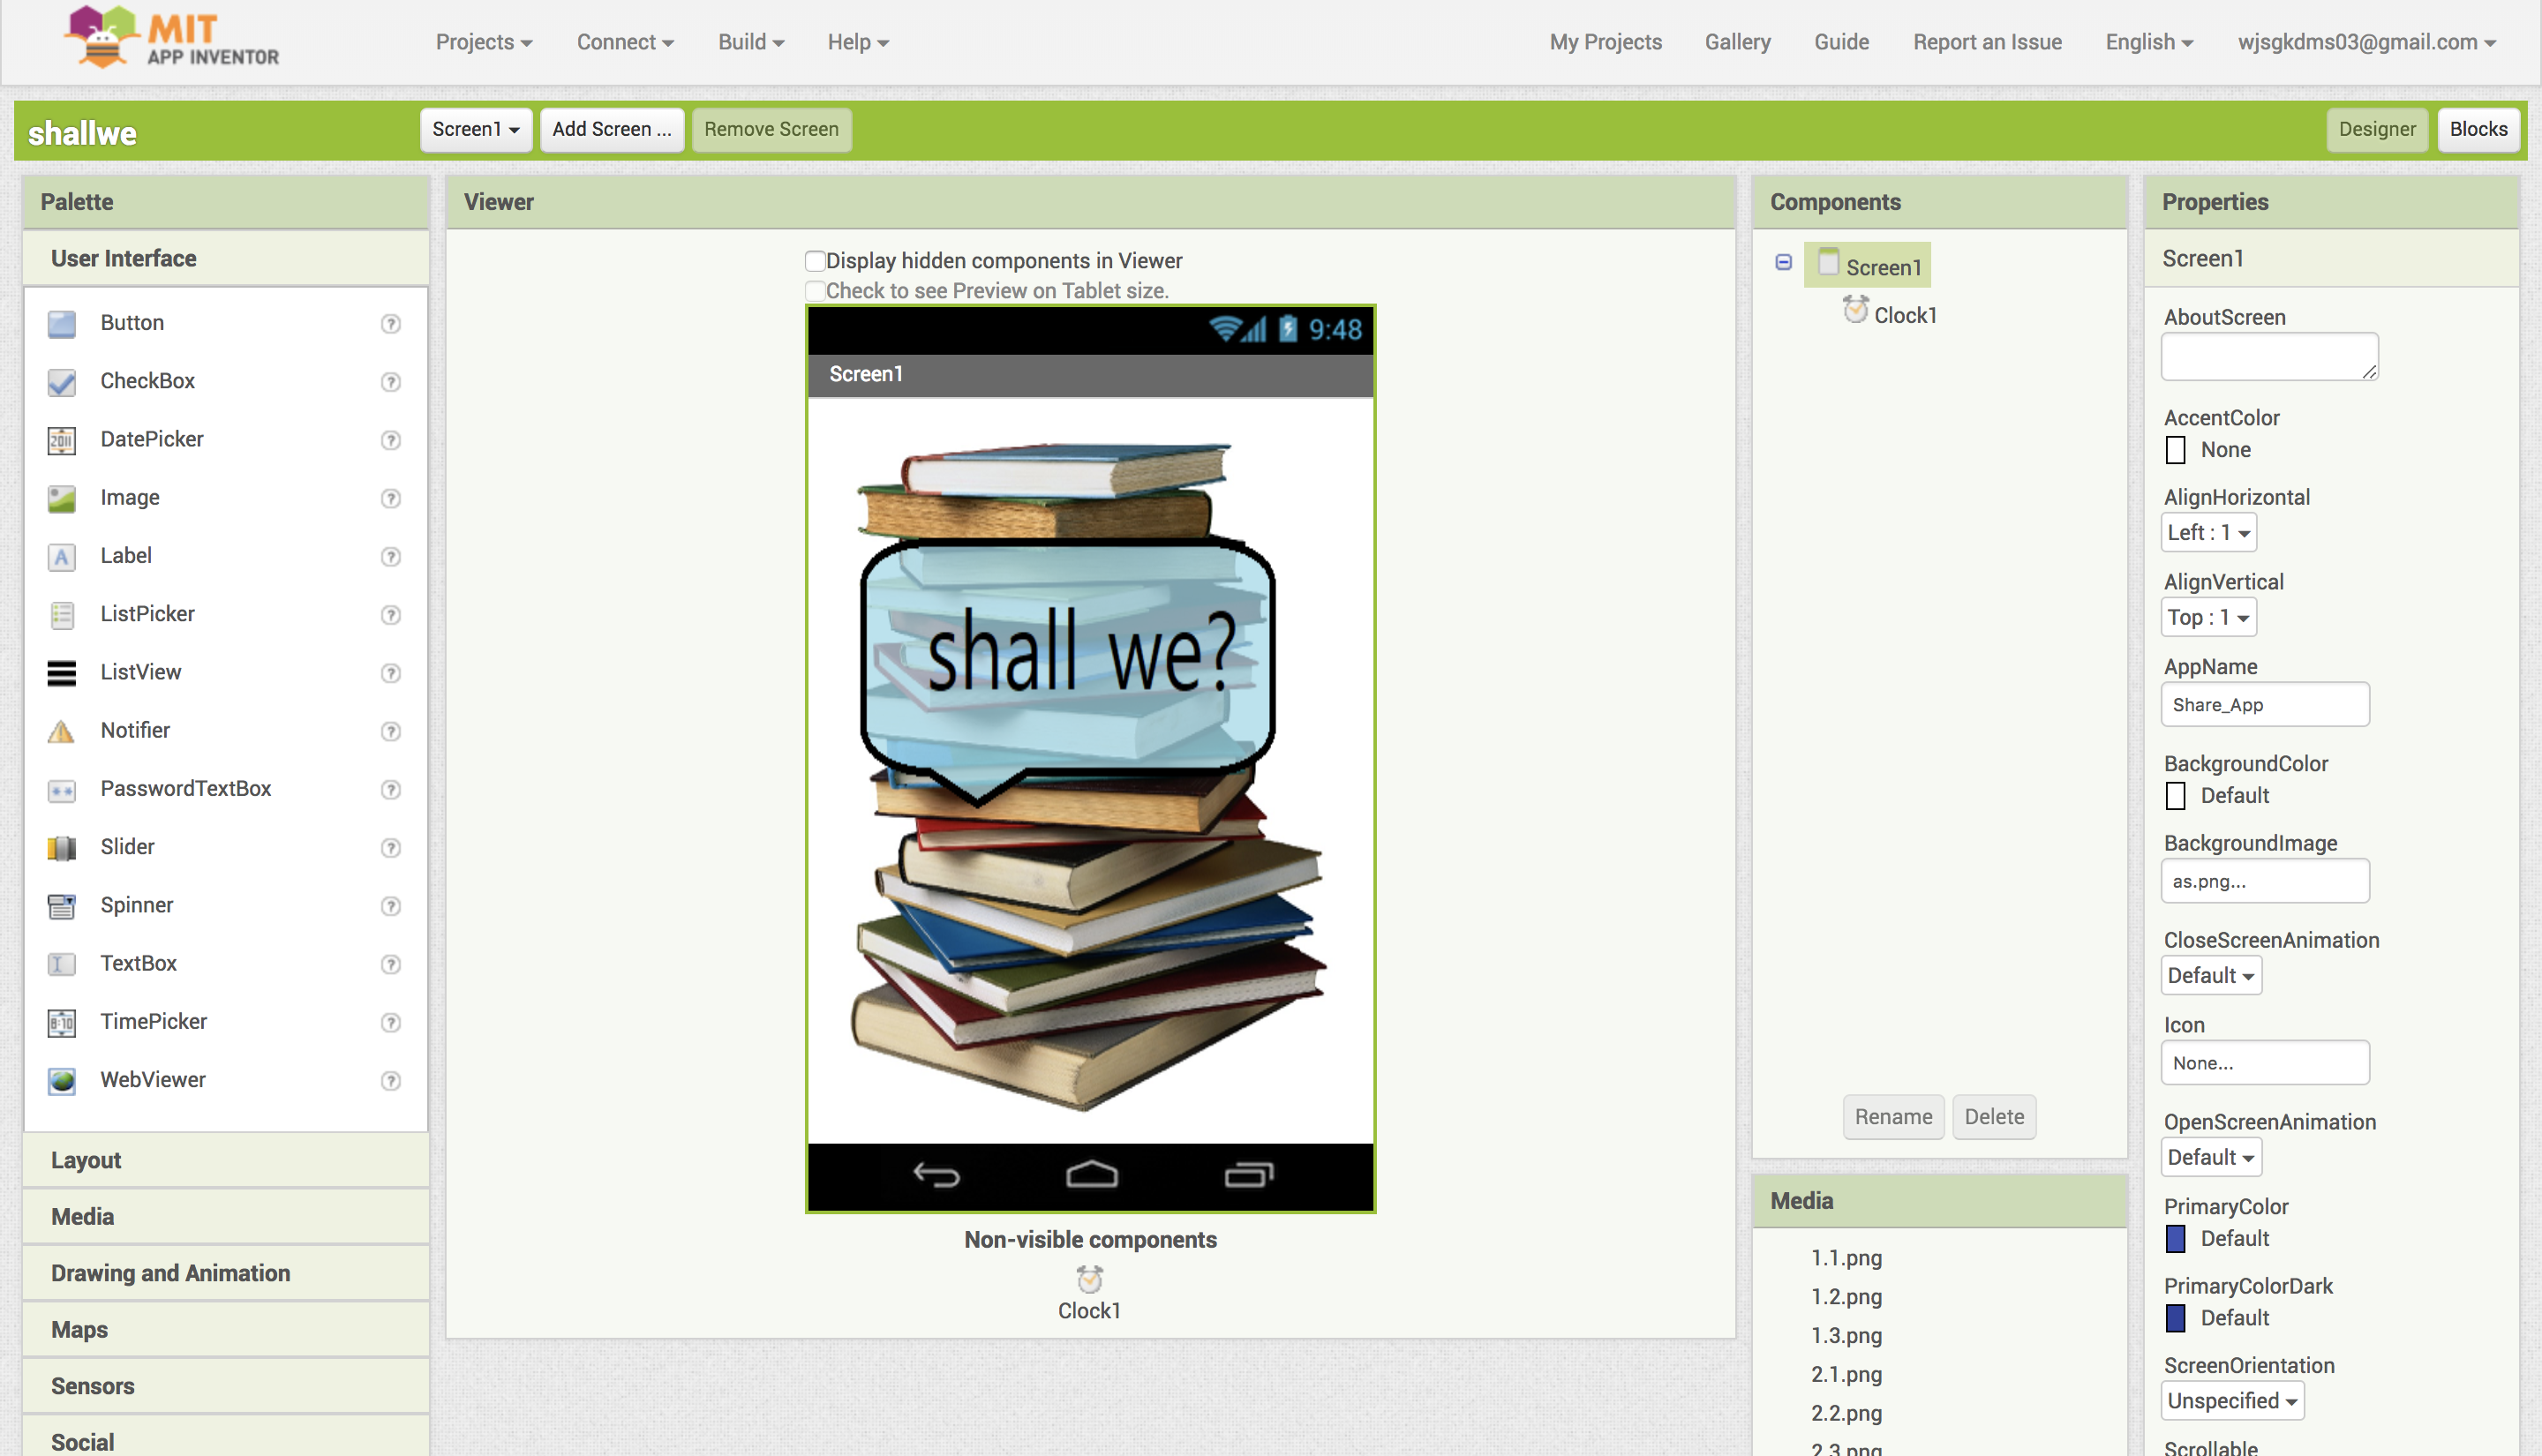 MIT
APP INVENTOR
Projects Connect Build Help My Projects Gallery Guide Report an Issue English wjsgkdms03@gmail.com
shallwe Screen1 Add Screen ... Remove Screen Designer Blocks
Palette
User Interface
Button
CheckBox
DatePicker
Image
Label
ListPicker
ListView
Notifier
PasswordTextBox
Slider
Spinner
TextBox
TimePicker
WebViewer
Layout
Media
Drawing and Animation
Maps
Sensors
Social
Viewer
Display hidden components in Viewer
Check to see Preview on Tablet size.
9:48
Screen1
shall we?
Non-visible components
Clock1
Components
Screen1
Clock1
Rename Delete
Media
1.1.png
1.2.png
1.3.png
2.1.png
2.2.png
2.3.png
Properties
Screen1
AboutScreen
AccentColor
None
AlignHorizontal
Left : 1
AlignVertical
Top : 1
AppName
Share_App
BackgroundColor
Default
BackgroundImage
as.png...
CloseScreenAnimation
Default
Icon
None...
OpenScreenAnimation
Default
PrimaryColor
Default
PrimaryColorDark
Default
ScreenOrientation
Unspecified
Scrollable